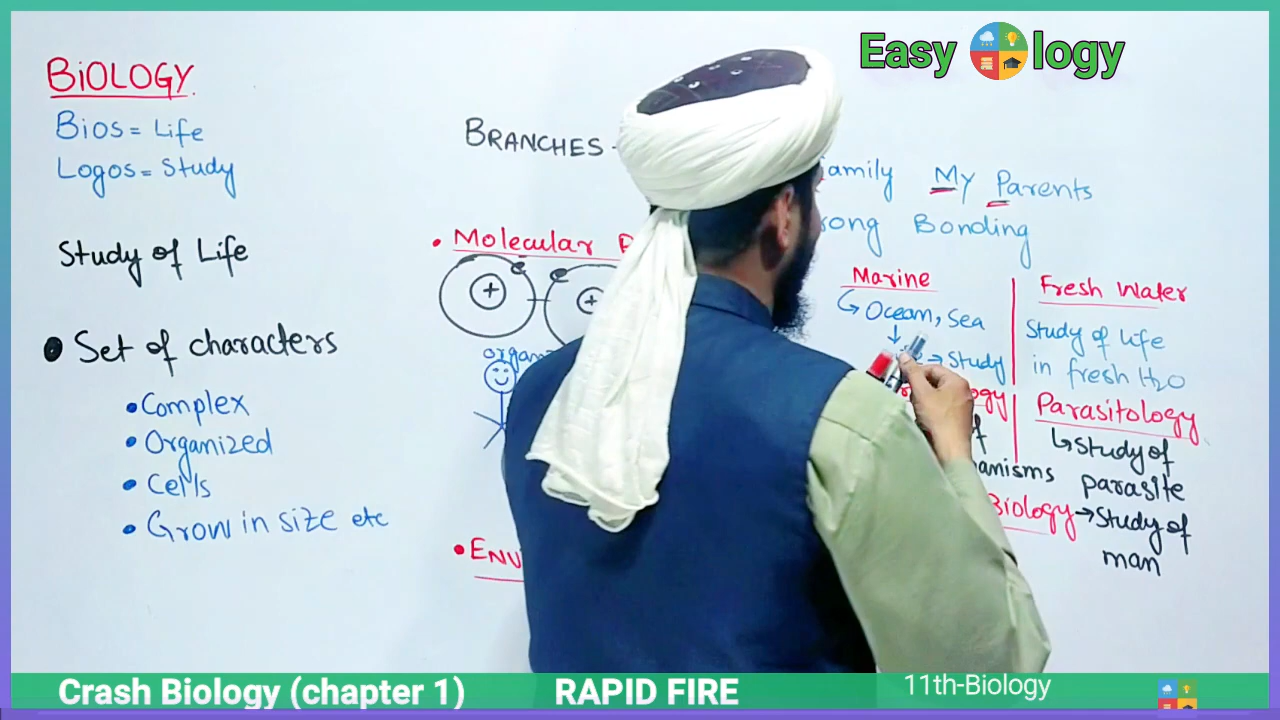 Easy ology
BiOLOGY
Bios = Life
Logos = Study
Study of Life
Set of characters
• Complex
• Organized
• Cells
• Grow in size etc
BRANCHES -
My Parents
Bonding
• Molecular
+
+
Marine
↳ Ocean, Sea
↓
→ Study
Fresh Water
Study of Life
in fresh H2O
Parasitology
↳ Study of
parasite
Biology → Study of
man
Crash Biology (chapter 1)
RAPID FIRE
11th-Biology